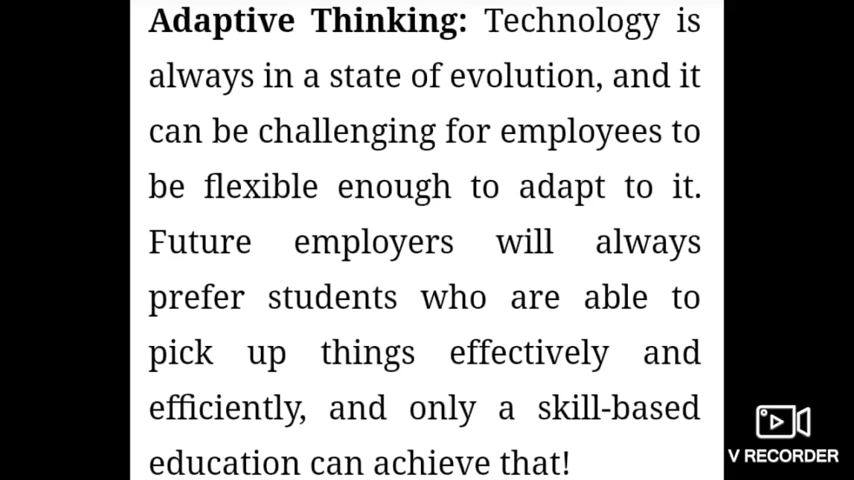 Adaptive Thinking: Technology is
always in a state of evolution, and it
can be challenging for employees to
be flexible enough to adapt to it.
Future employers will always
prefer students who are able to
pick up things effectively and
efficiently, and only a skill-based
education can achieve that!
V RECORDER